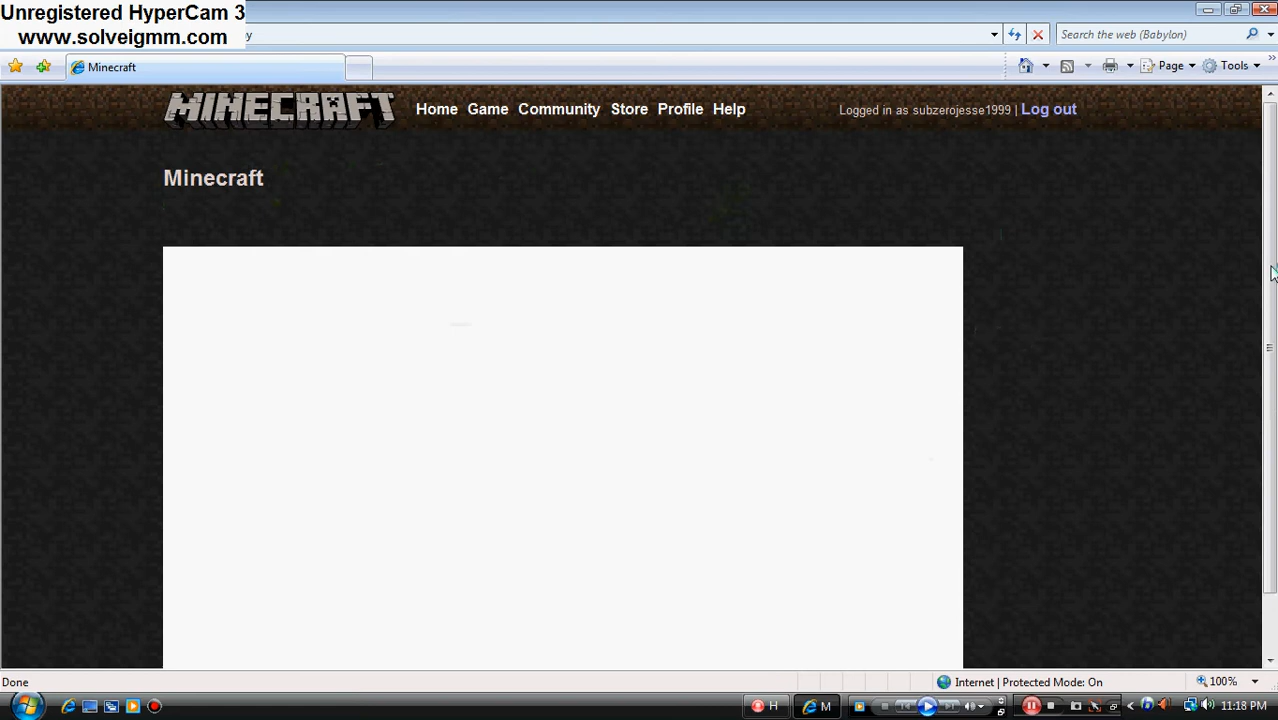 Unregistered HyperCam 3
www.solveigmm.com
y
Search the web (Babylon)
Minecraft
Page
Tools
MINECRAFT
Home Game Community Store Profile Help
Logged in as subzerojesse1999 | Log out
Minecraft
Done
Internet | Protected Mode: On
100%
H
M
11:18 PM